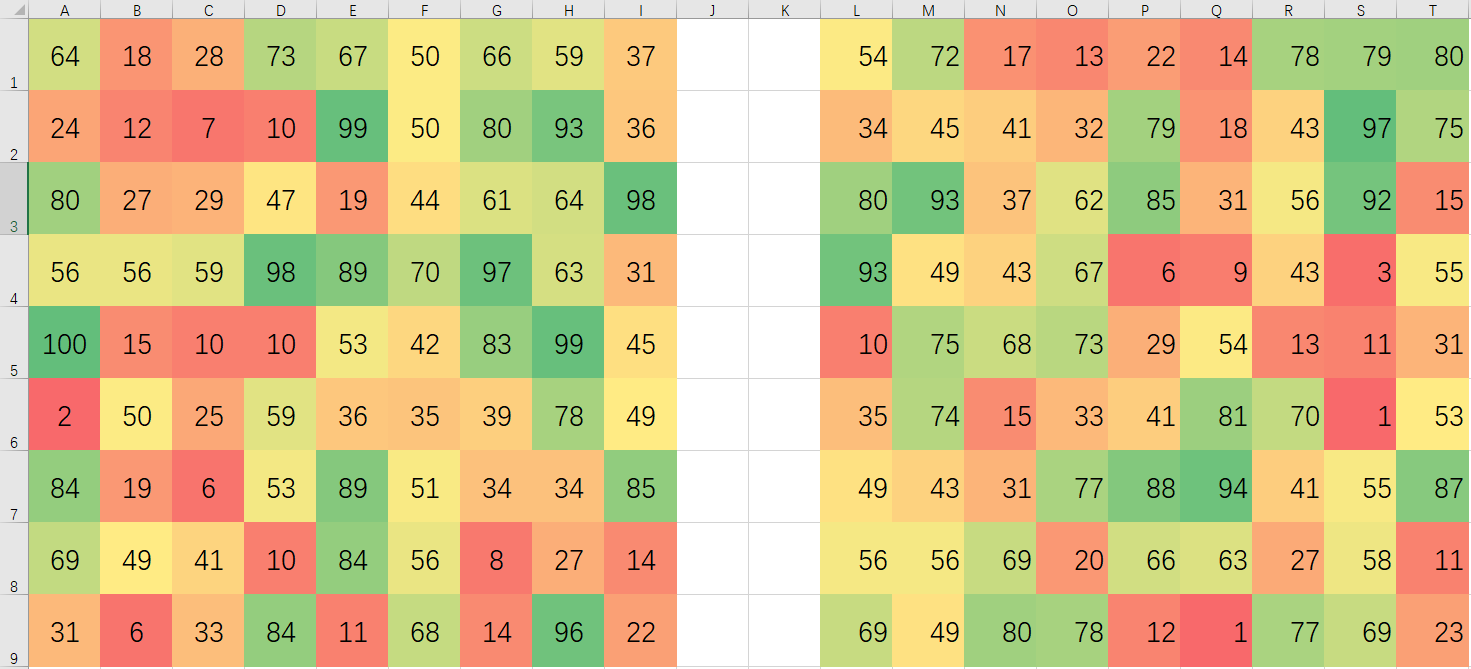 A B C D E F G H I J K L M N O P Q R S T
1 64 18 28 73 67 50 66 59 37 54 72 17 13 22 14 78 79 80
2 24 12 7 10 99 50 80 93 36 34 45 41 32 79 18 43 97 75
3 80 27 29 47 19 44 61 64 98 80 93 37 62 85 31 56 92 15
4 56 56 59 98 89 70 97 63 31 93 49 43 67 6 9 43 3 55
5 100 15 10 10 53 42 83 99 45 10 75 68 73 29 54 13 11 31
6 2 50 25 59 36 35 39 78 49 35 74 15 33 41 81 70 1 53
7 84 19 6 53 89 51 34 34 85 49 43 31 77 88 94 41 55 87
8 69 49 41 10 84 56 8 27 14 56 56 69 20 66 63 27 58 11
9 31 6 33 84 11 68 14 96 22 69 49 80 78 12 1 77 69 23